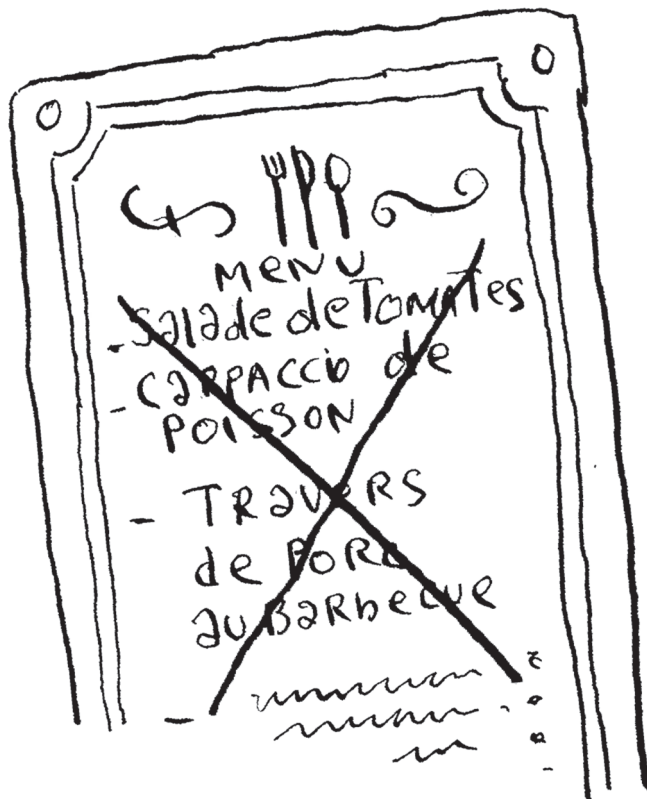 MENU
- Salade de Tomates
- CARPACCIO de
POISSON
- TRAVERS
de PORC
au BaRbecue